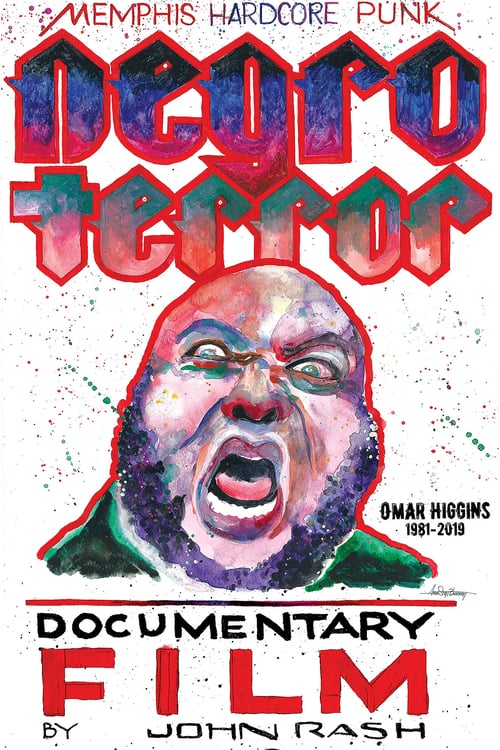 MEMPHIS HARDCORE PUNK
negro
terror
OMAR HIGGINS
1981-2019
DOCUMENTARY
FILM
BY JOHN RASH